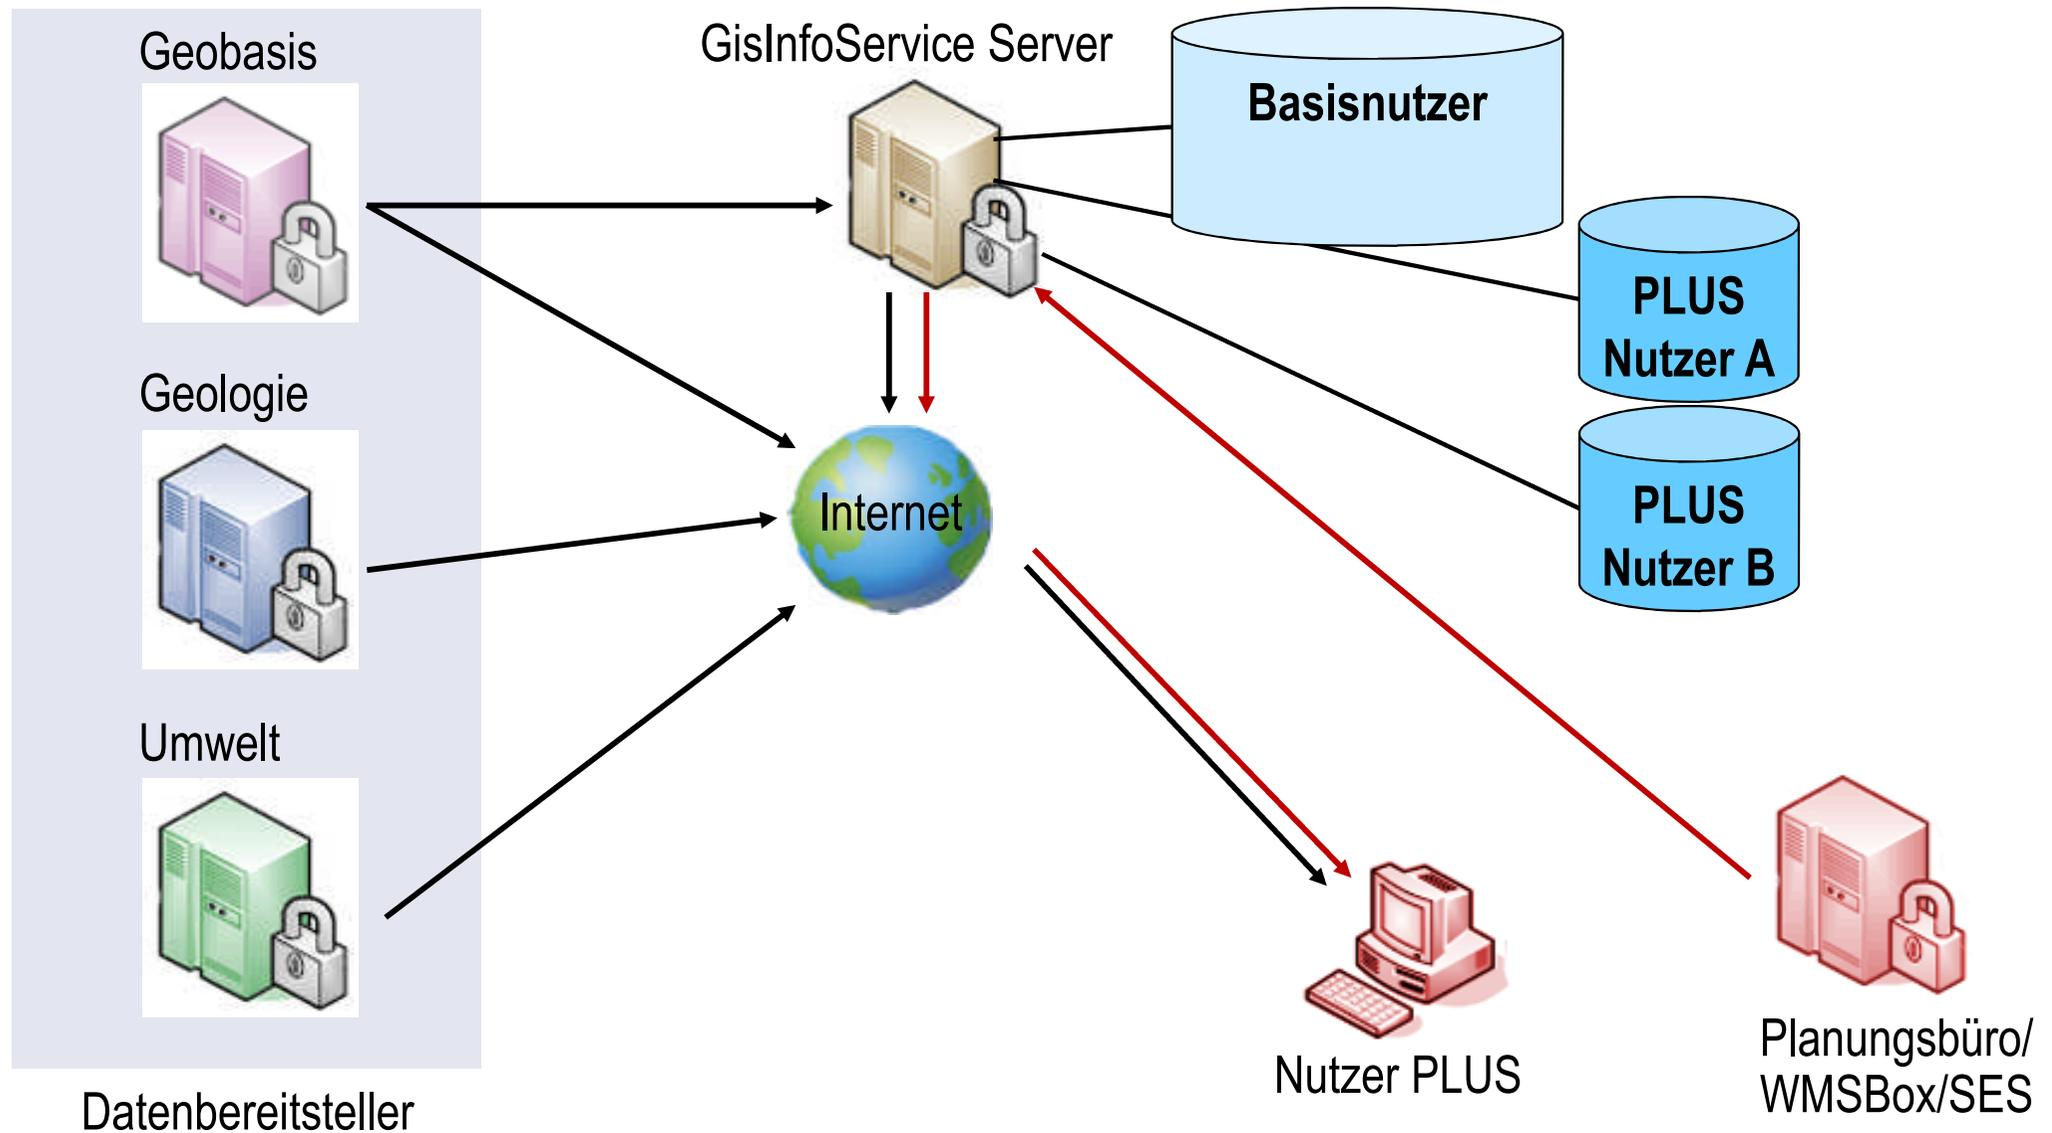 Geobasis
GisInfoService Server
Basisnutzer
PLUS
Nutzer A
Geologie
PLUS
Nutzer B
Internet
Umwelt
Nutzer PLUS
Planungsbüro/
WMSBox/SES
Datenbereitsteller